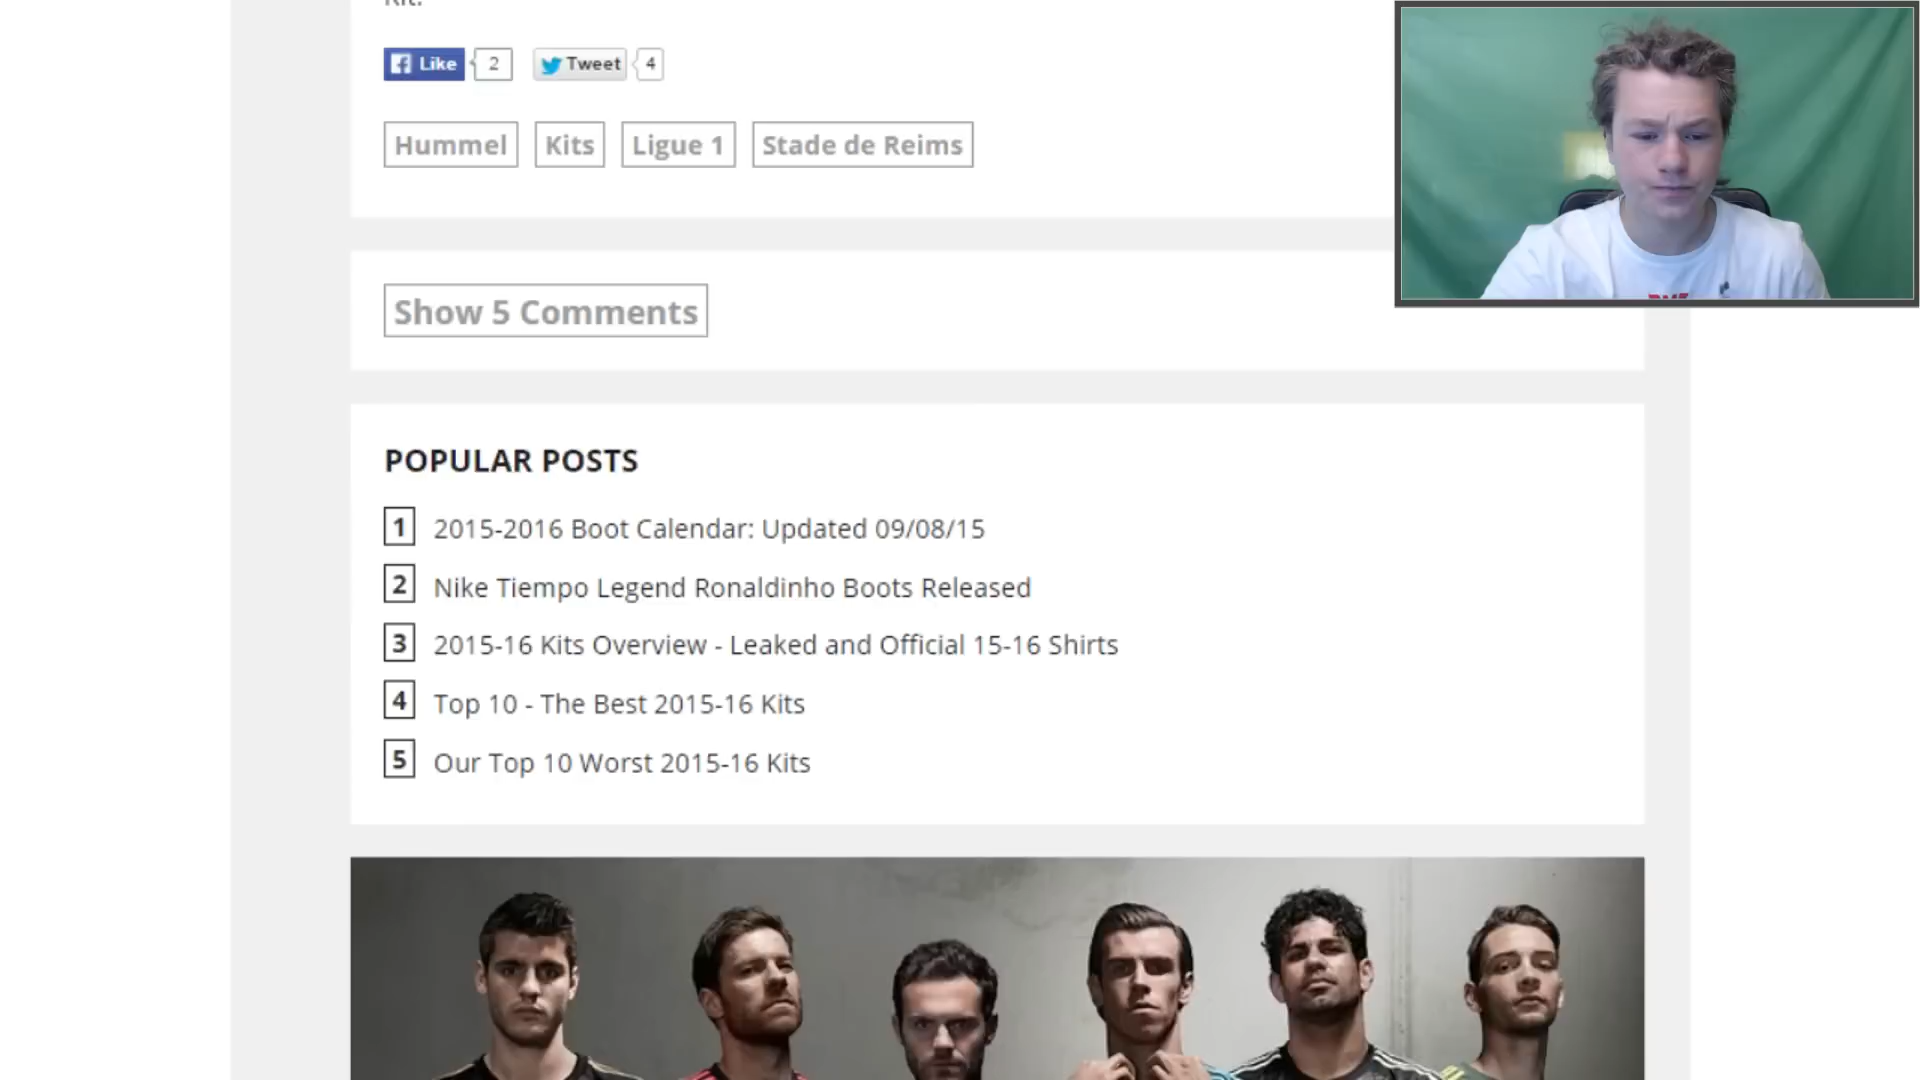 Like 2 Tweet 4
Hummel Kits Ligue 1 Stade de Reims
Show 5 Comments
POPULAR POSTS
1 2015-2016 Boot Calendar: Updated 09/08/15
2 Nike Tiempo Legend Ronaldinho Boots Released
3 2015-16 Kits Overview - Leaked and Official 15-16 Shirts
4 Top 10 - The Best 2015-16 Kits
5 Our Top 10 Worst 2015-16 Kits